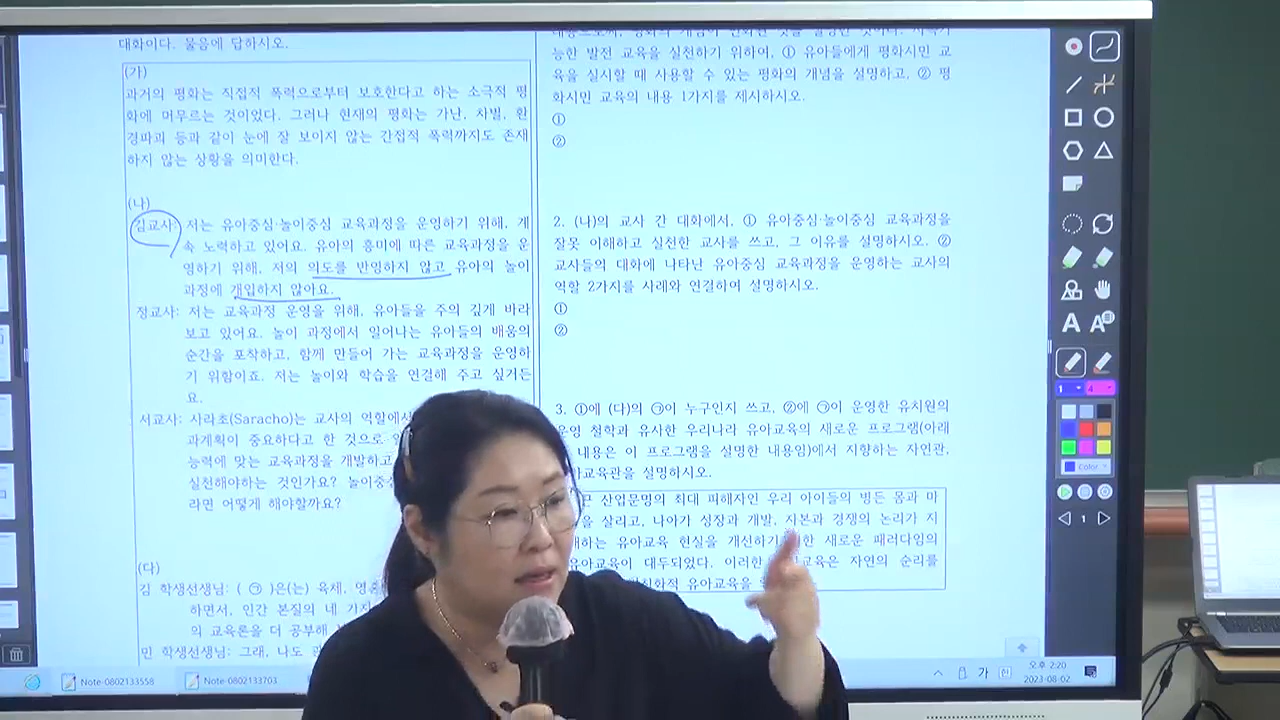 대화이다. 물음에 답하시오.
(가)
과거의 평화는 직접적 폭력으로부터 보호한다고 하는 소극적 평
화에 머무르는 것이었다. 그러나 현재의 평화는 가난, 차별, 환
경파괴 등과 같이 눈에 잘 보이지 않는 간접적 폭력까지도 존재
하지 않는 상황을 의미한다.
(나)
김교사: 저는 유아중심·놀이중심 교육과정을 운영하기 위해, 계
속 노력하고 있어요. 유아의 흥미에 따른 교육과정을 운
영하기 위해, 저의 의도를 반영하지 않고 유아의 놀이
과정에 개입하지 않아요.
정교사: 저는 교육과정 운영을 위해, 유아들을 주의 깊게 바라
보고 있어요. 놀이 과정에서 일어나는 유아들의 배움의
순간을 포착하고, 함께 만들어 가는 교육과정을 운영하
기 위함이죠. 저는 놀이와 학습을 연결해 주고 싶거든
요.
서교사: 시라초(Saracho)는 교사의 역할에서
과계획이 중요하다고 한 것으로
능력에 맞는 교육과정을 개발하고
실천해야하는 것인가요? 놀이중심
라면 어떻게 해야할까요?
(다)
김 학생선생님: ( ㉠ )은(는) 육체,
하면서, 인간 본질의 네 가지
의 교육론을 더 공부해
민 학생선생님: 그래, 나도
능한 발전 교육을 실천하기 위하여, ① 유아들에게 평화시민 교
육을 실시할 때 사용할 수 있는 평화의 개념을 설명하고, ② 평
화시민 교육의 내용 1가지를 제시하시오.
①
②
2. (나)의 교사 간 대화에서, ① 유아중심·놀이중심 교육과정을
잘못 이해하고 실천한 교사를 쓰고, 그 이유를 설명하시오. ②
교사들의 대화에 나타난 유아중심 교육과정을 운영하는 교사의
역할 2가지를 사례와 연결하여 설명하시오.
①
②
3. ①에 (다)의 ㉠이 누구인지 쓰고, ②에 ㉠이 운영한 유치원의
운영 철학과 유사한 우리나라 유아교육의 새로운 프로그램(아래
내용은 이 프로그램을 설명한 내용임)에서 지향하는 자연관,
교육관을 설명하시오.
산업문명의 최대 피해자인 우리 아이들의 병든 몸과 마
을 살리고, 나아가 성장과 개발, 자본과 경쟁의 논리가 지
하는 유아교육 현실을 개선하기 위한 새로운 패러다임의
유아교육이 대두되었다. 이러한 교육은 자연의 순리를
유아교육을
Color
1
Note-0802133558
Note-0802133703
가
오후 2:20
2023-08-02